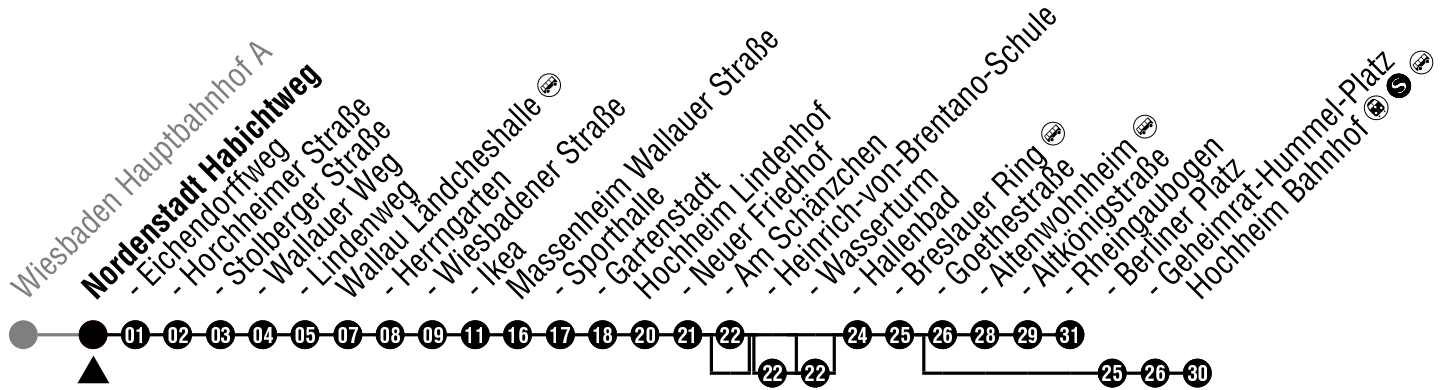 Wiesbaden Hauptbahnhof A
Nordenstadt Habichtweg
- Eichendorffweg
- Horchheimer Straße
- Stolberger Straße
- Wallauer Weg
- Lindenweg
Wallau Ländcheshalle
- Herrngarten
- Wiesbadener Straße
- Ikea
Massenheim Wallauer Straße
- Sporthalle
- Gartenstadt
Hochheim Lindenhof
- Neuer Friedhof
- Am Schänzchen
- Heinrich-von-Brentano-Schule
- Wasserturm
- Hallenbad
- Breslauer Ring
- Goethestraße
- Altenwohnheim
- Altkönigstraße
- Rheingaubogen
- Berliner Platz
- Geheimrat-Hummel-Platz
Hochheim Bahnhof S
01 02 03 04 05 07 08 09 11 16 17 18 20 21 22 24 25 26 28 29 31
22 22 25 26 30